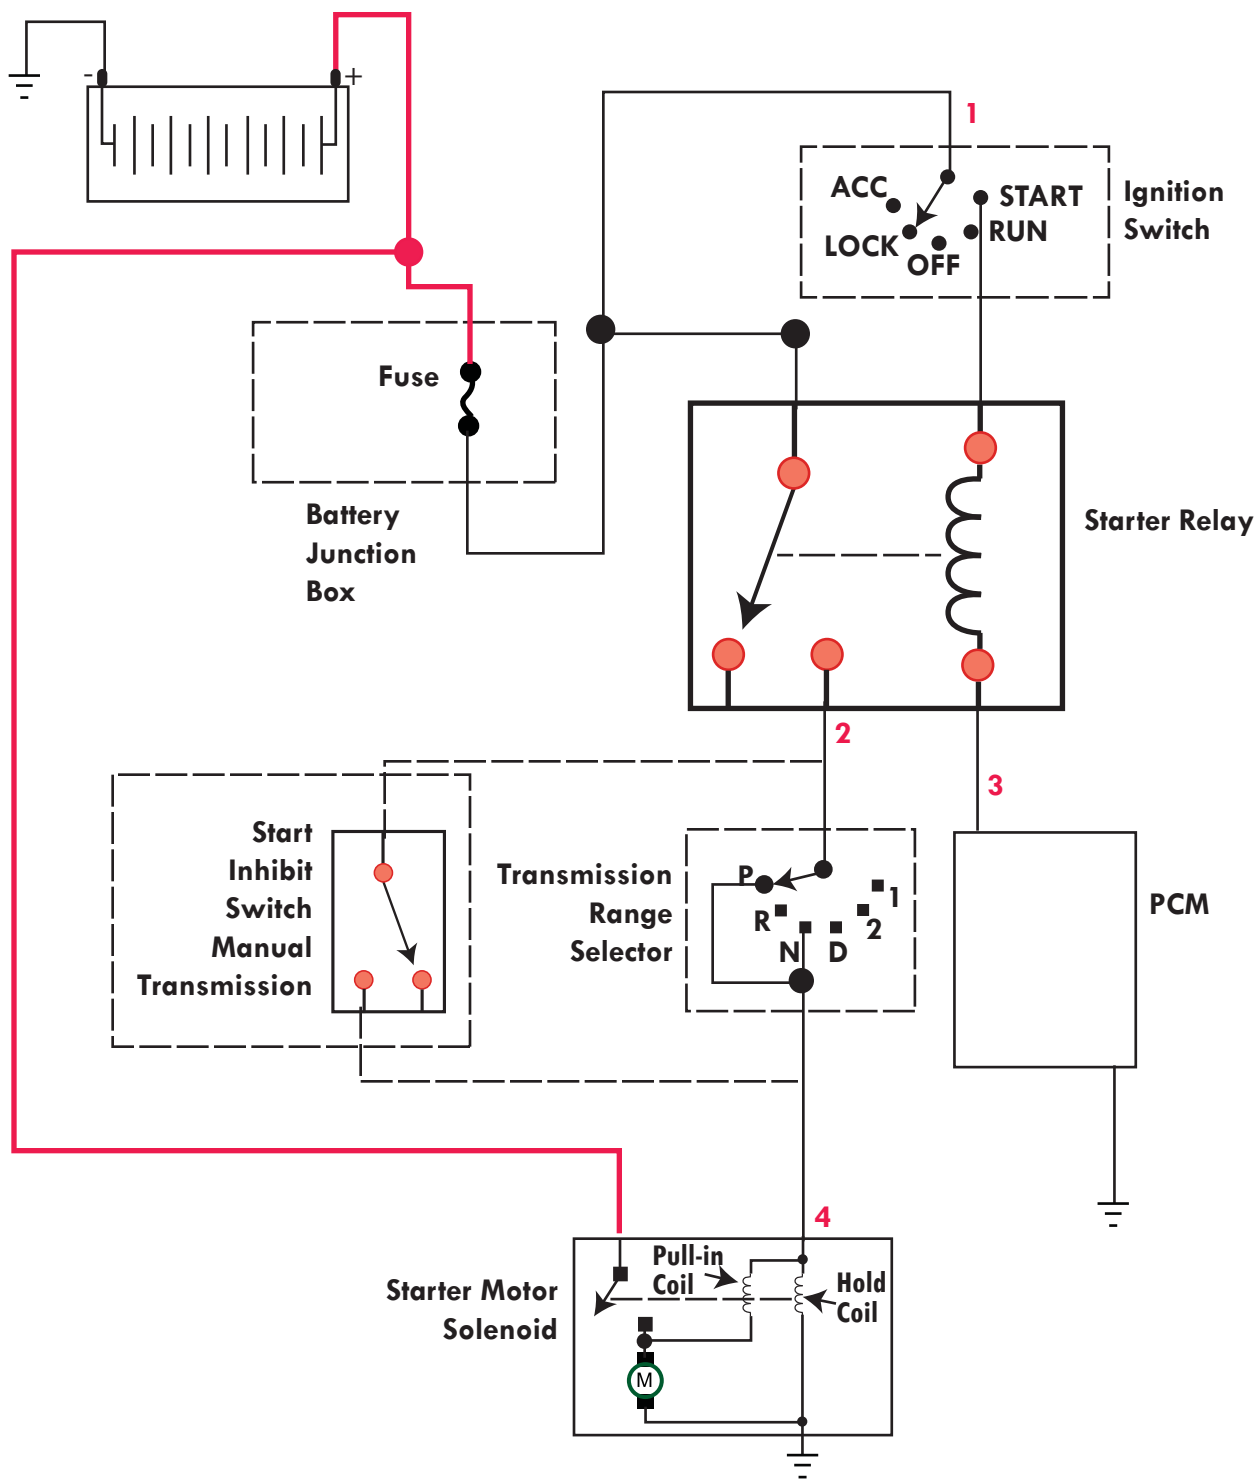 -
+
1
ACC
START
LOCK
RUN
OFF
Ignition
Switch
Fuse
Battery
Junction
Box
Starter Relay
2
3
Start
Inhibit
Switch
Manual
Transmission
Transmission
Range
Selector
P
R
N
D
2
1
PCM
4
Pull-in
Coil
Hold
Coil
Starter Motor
Solenoid
M